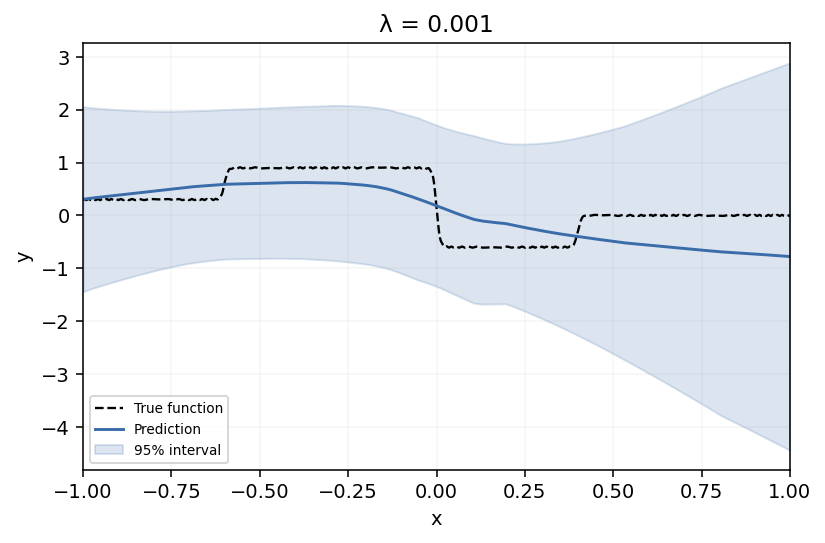 λ = 0.001
3
2
1
0
−1
−2
−3
−4
y
True function
Prediction
95% interval
−1.00 −0.75 −0.50 −0.25 0.00 0.25 0.50 0.75 1.00
x